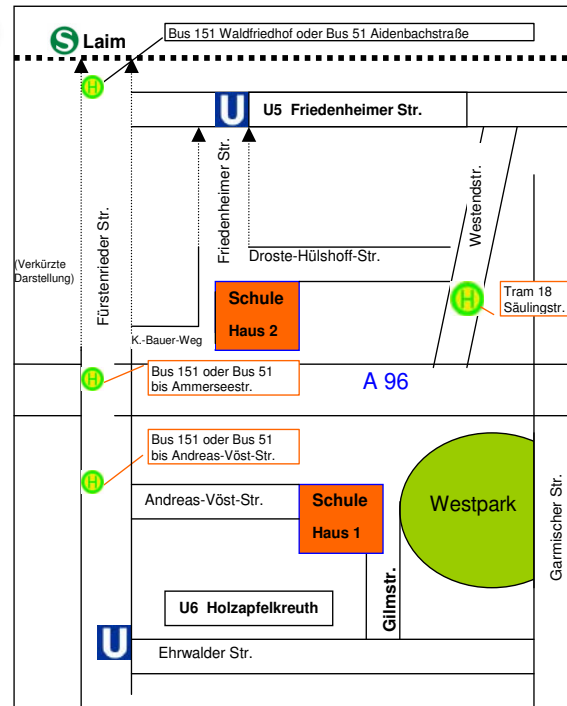 S Laim
Bus 151 Waldfriedhof oder Bus 51 Aidenbachstraße
H
U
U5 Friedenheimer Str.
Fürstenrieder Str.
Friedenheimer Str.
Westendstr.
(Verkürzte
Darstellung)
Droste-Hülshoff-Str.
Schule
Haus 2
H
Tram 18
Säulingstr.
K.-Bauer-Weg
H
Bus 151 oder Bus 51
bis Ammerseestr.
A 96
Bus 151 oder Bus 51
bis Andreas-Vöst-Str.
H
Andreas-Vöst-Str.
Schule
Haus 1
Westpark
Garmischer Str.
Gilmstr.
U6 Holzapfelkreuth
U
Ehrwalder Str.